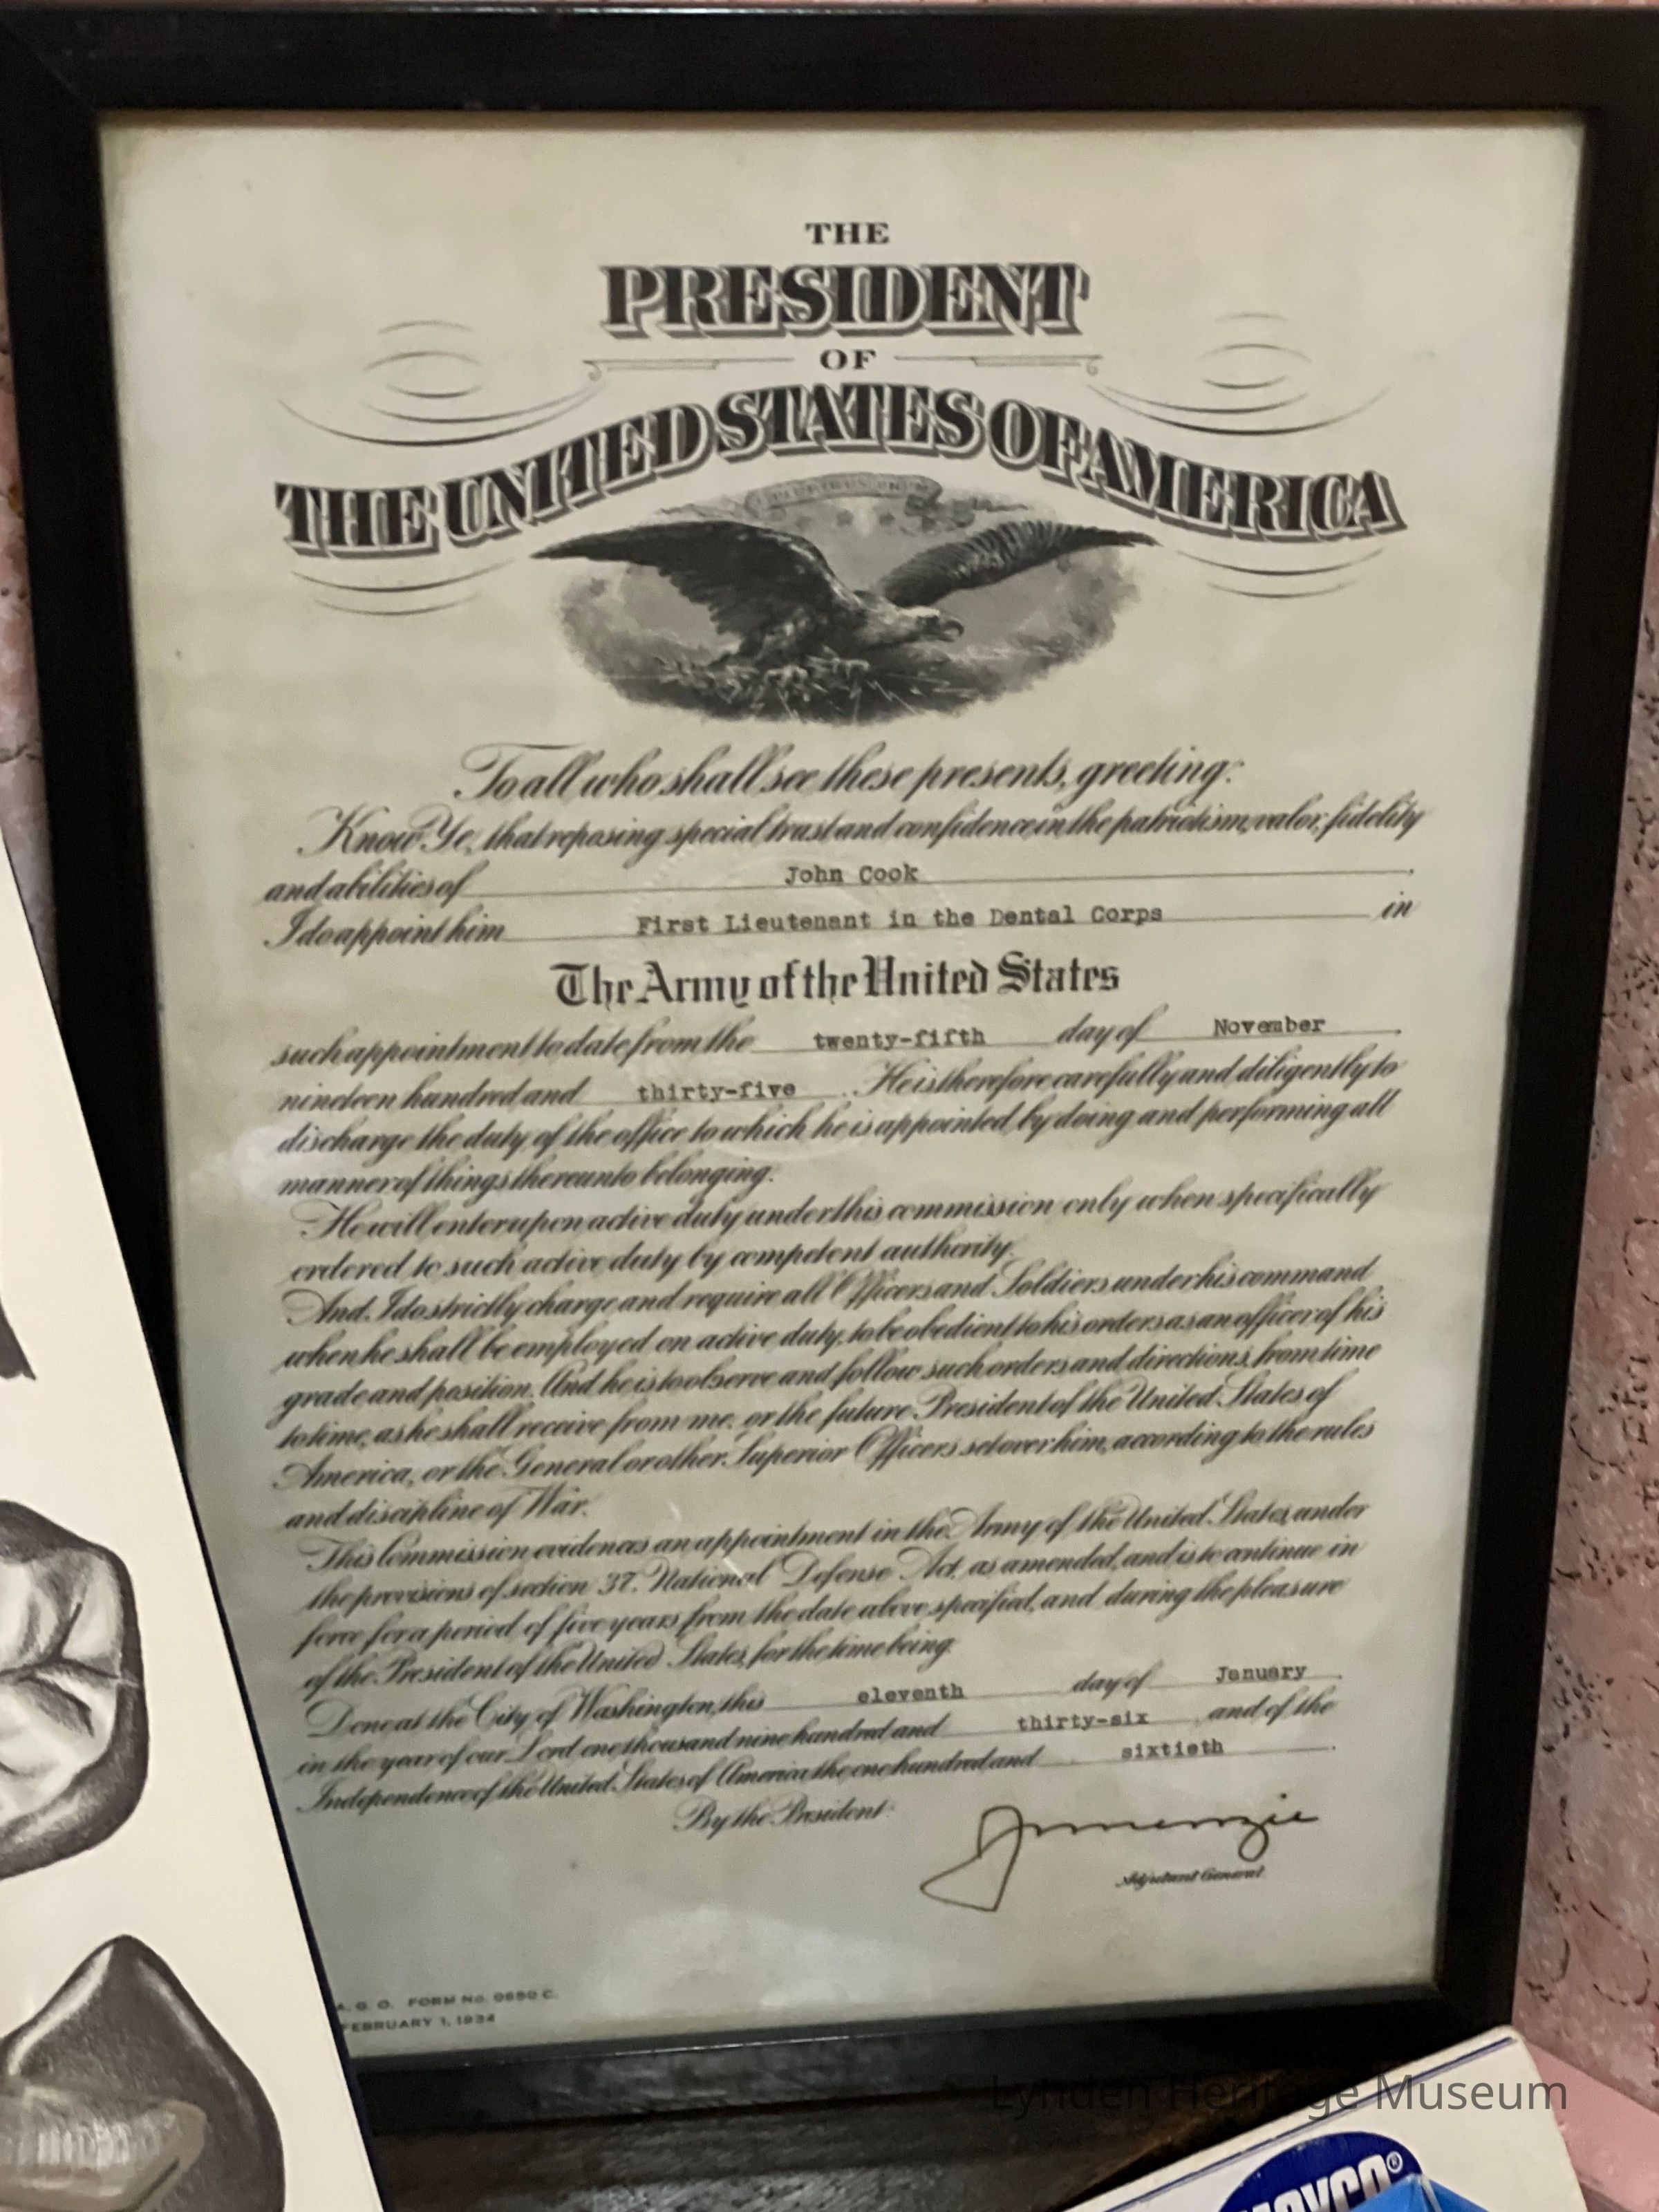 THE
PRESIDENT
OF
THE UNITED STATES OF AMERICA
E PLURIBUS UNUM
To all who shall see these presents, greeting:
Know Ye, that reposing special trust and confidence in the patriotism, valor, fidelity
and abilities of John Cook,
I do appoint him First Lieutenant in the Dental Corps in
The Army of the United States
such appointment to date from the twenty-fifth day of November
nineteen hundred and thirty-five. He is therefore carefully and diligently to
discharge the duty of the office to which he is appointed, by doing and performing all
manner of things thereunto belonging.
He will enter upon active duty under this commission only when specifically
ordered to such active duty by competent authority.
And I do strictly charge and require all Officers and Soldiers under his command
when he shall be employed on active duty, to be obedient to his orders as an officer of his
grade and position. And he is to observe and follow such orders and directions, from time
to time, as he shall receive from me, or the future President of the United States of
America, or the General or other Superior Officers set over him, according to the rules
and discipline of War.
This Commission evidences an appointment in the Army of the United States, under
the provisions of section 37, National Defense Act, as amended, and is to continue in
force for a period of five years from the date above specified, and during the pleasure
of the President of the United States, for the time being.
Done at the City of Washington, this eleventh day of January
in the year of our Lord one thousand nine hundred and thirty-six, and of the
Independence of the United States of America the one hundred and sixtieth.
By the President:
Adjutant General.
A. G. O. FORM No. 0650 C.
FEBRUARY 1, 1934
Lynden Heritage Museum